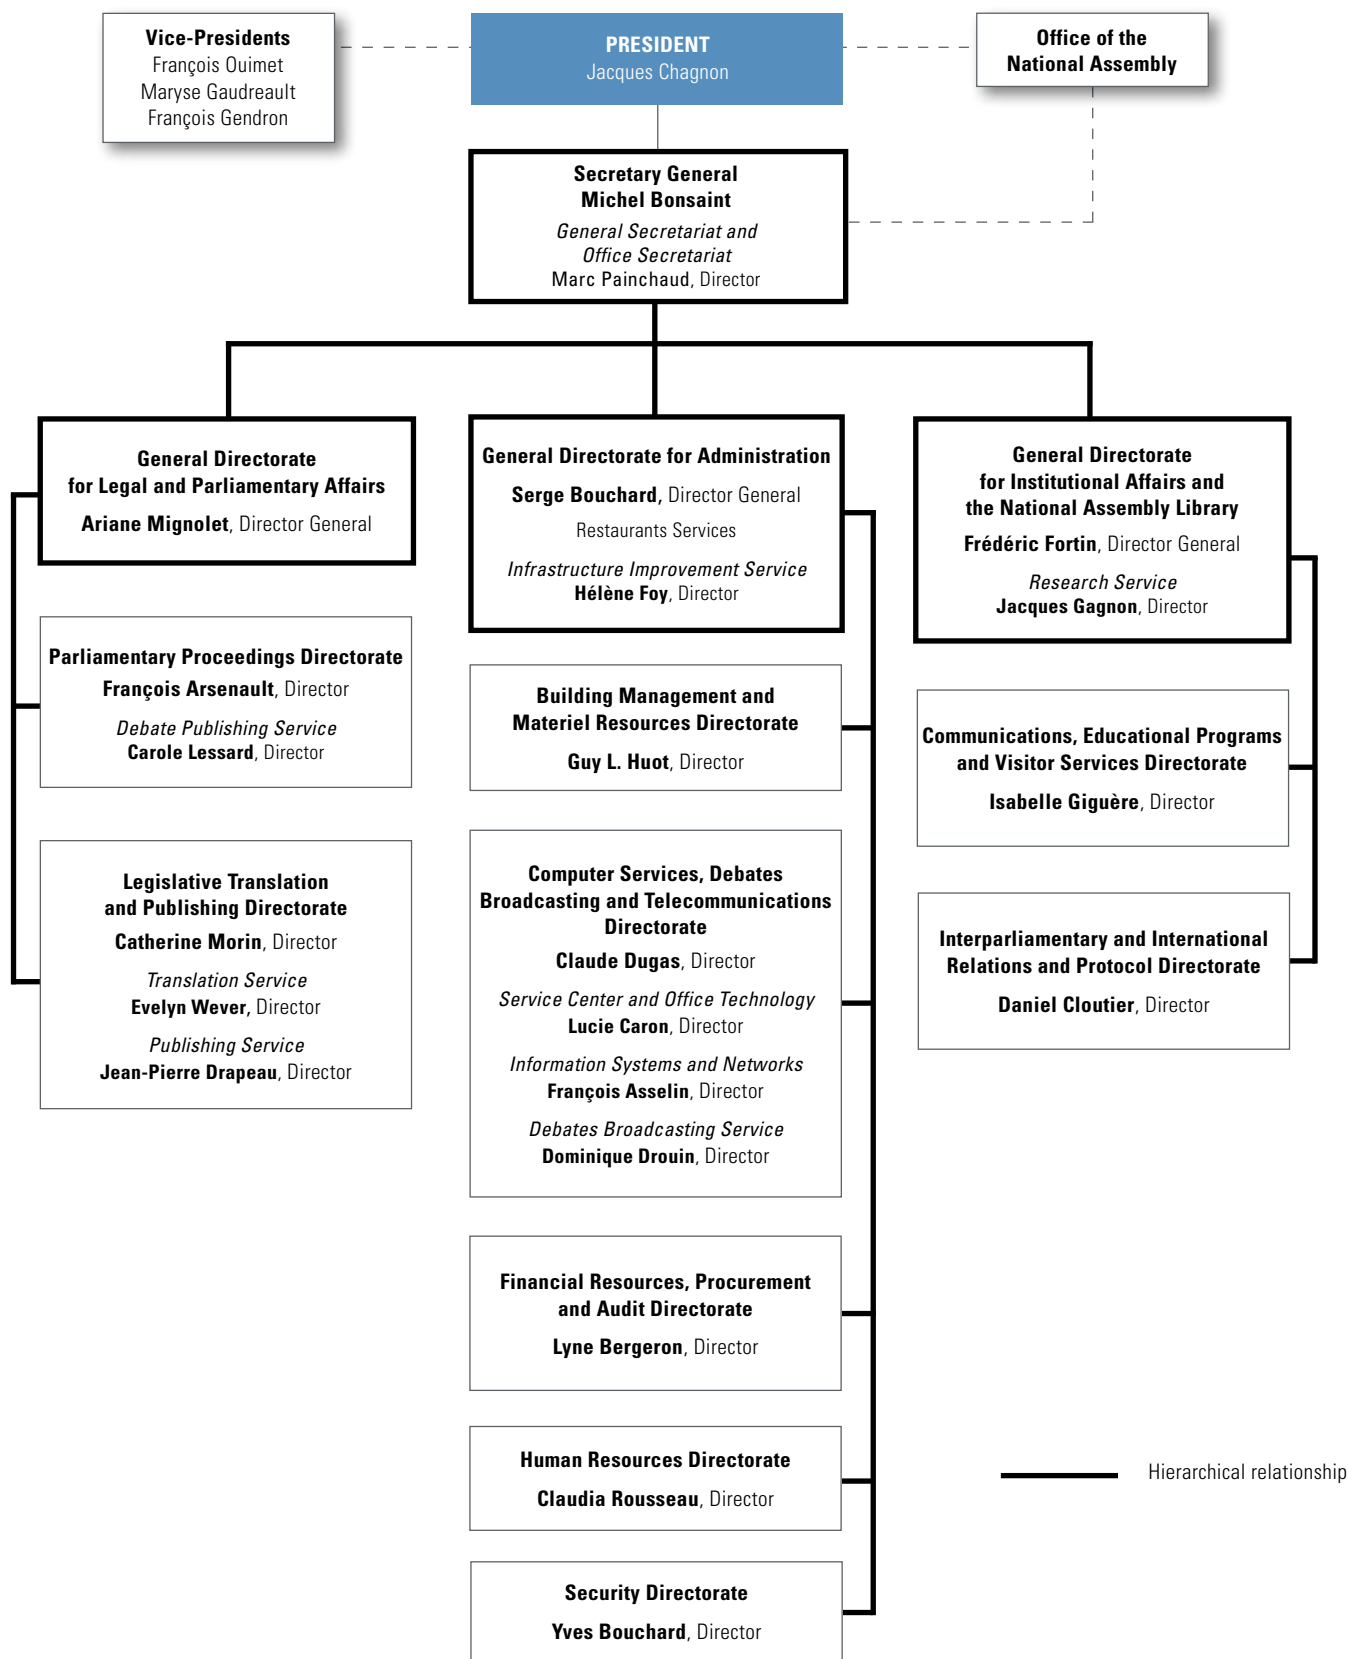 Vice-Presidents
François Ouimet
Maryse Gaudreault
François Gendron
PRESIDENT
Jacques Chagnon
Office of the
National Assembly
Secretary General
Michel Bonsaint
General Secretariat and
Office Secretariat
Marc Painchaud, Director
General Directorate
for Legal and Parliamentary Affairs
Ariane Mignolet, Director General
Parliamentary Proceedings Directorate
François Arsenault, Director
Debate Publishing Service
Carole Lessard, Director
Legislative Translation
and Publishing Directorate
Catherine Morin, Director
Translation Service
Evelyn Wever, Director
Publishing Service
Jean-Pierre Drapeau, Director
General Directorate for Administration
Serge Bouchard, Director General
Restaurants Services
Infrastructure Improvement Service
Hélène Foy, Director
Building Management and
Materiel Resources Directorate
Guy L. Huot, Director
Computer Services, Debates
Broadcasting and Telecommunications
Directorate
Claude Dugas, Director
Service Center and Office Technology
Lucie Caron, Director
Information Systems and Networks
François Asselin, Director
Debates Broadcasting Service
Dominique Drouin, Director
Financial Resources, Procurement
and Audit Directorate
Lyne Bergeron, Director
Human Resources Directorate
Claudia Rousseau, Director
Security Directorate
Yves Bouchard, Director
General Directorate
for Institutional Affairs and
the National Assembly Library
Frédéric Fortin, Director General
Research Service
Jacques Gagnon, Director
Communications, Educational Programs
and Visitor Services Directorate
Isabelle Giguère, Director
Interparliamentary and International
Relations and Protocol Directorate
Daniel Cloutier, Director
Hierarchical relationship